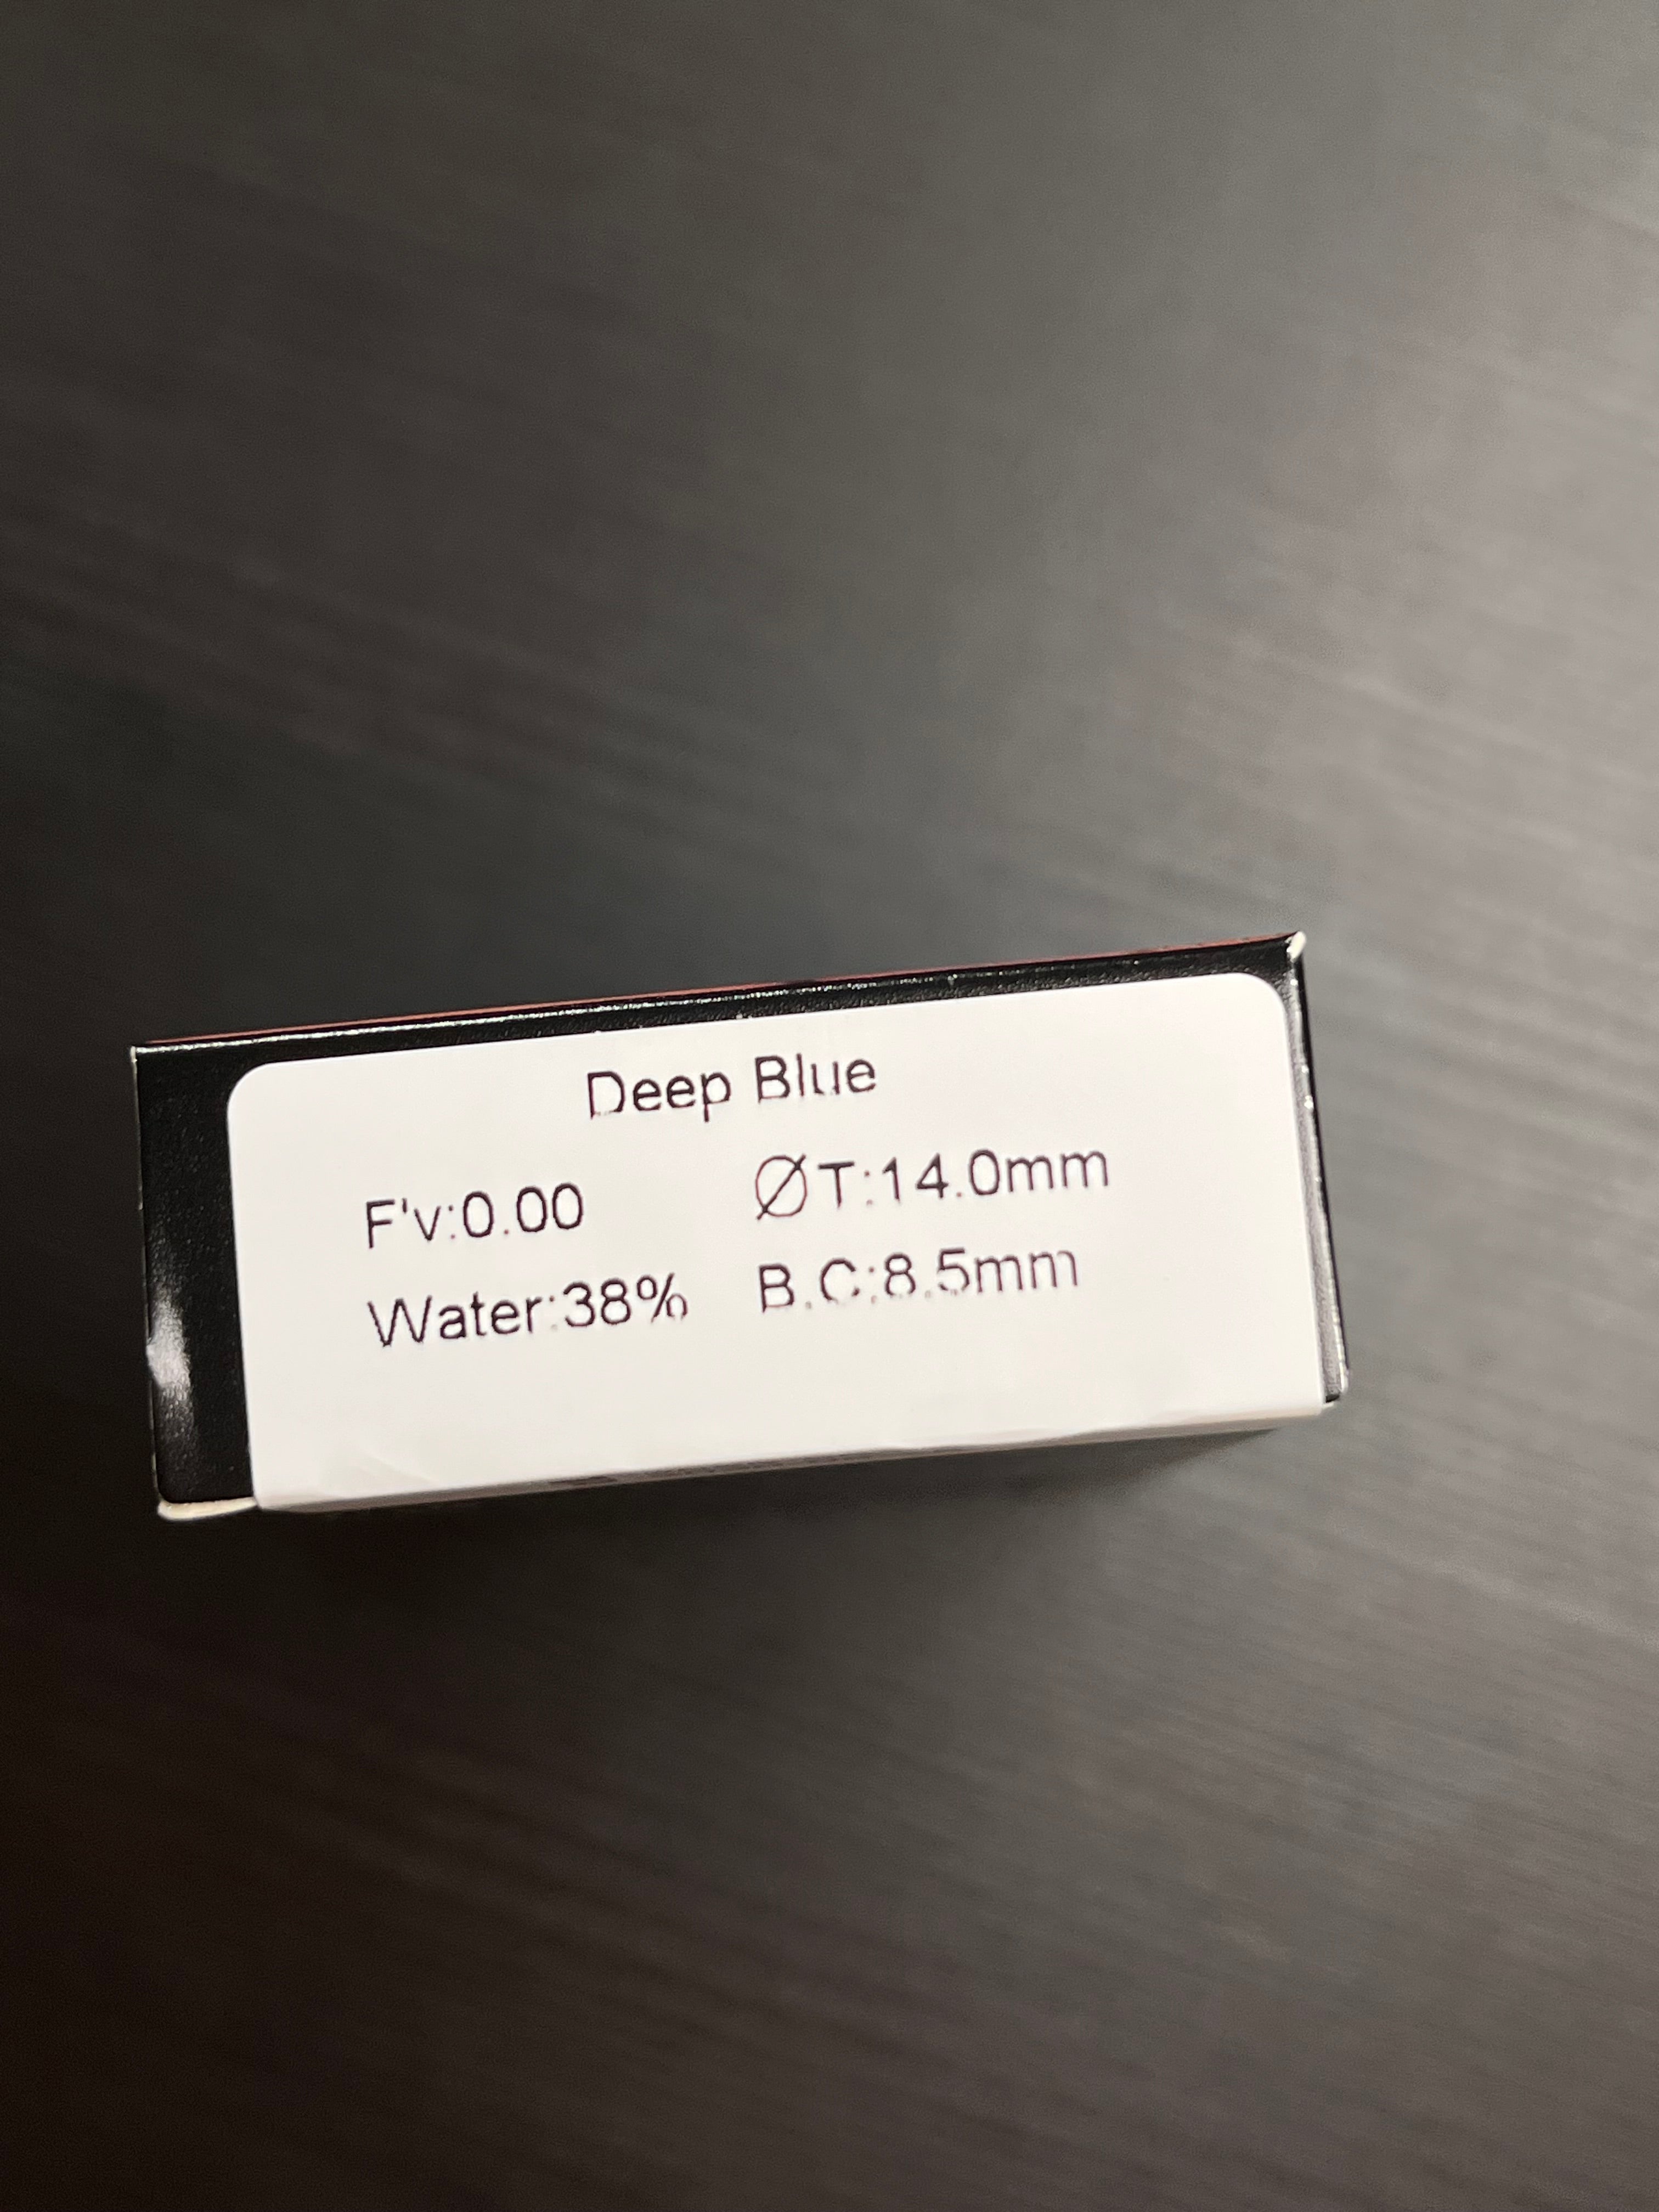 Deep Blue
F'v:0.00 ØT:14.0mm
Water:38% B.C:8.5mm